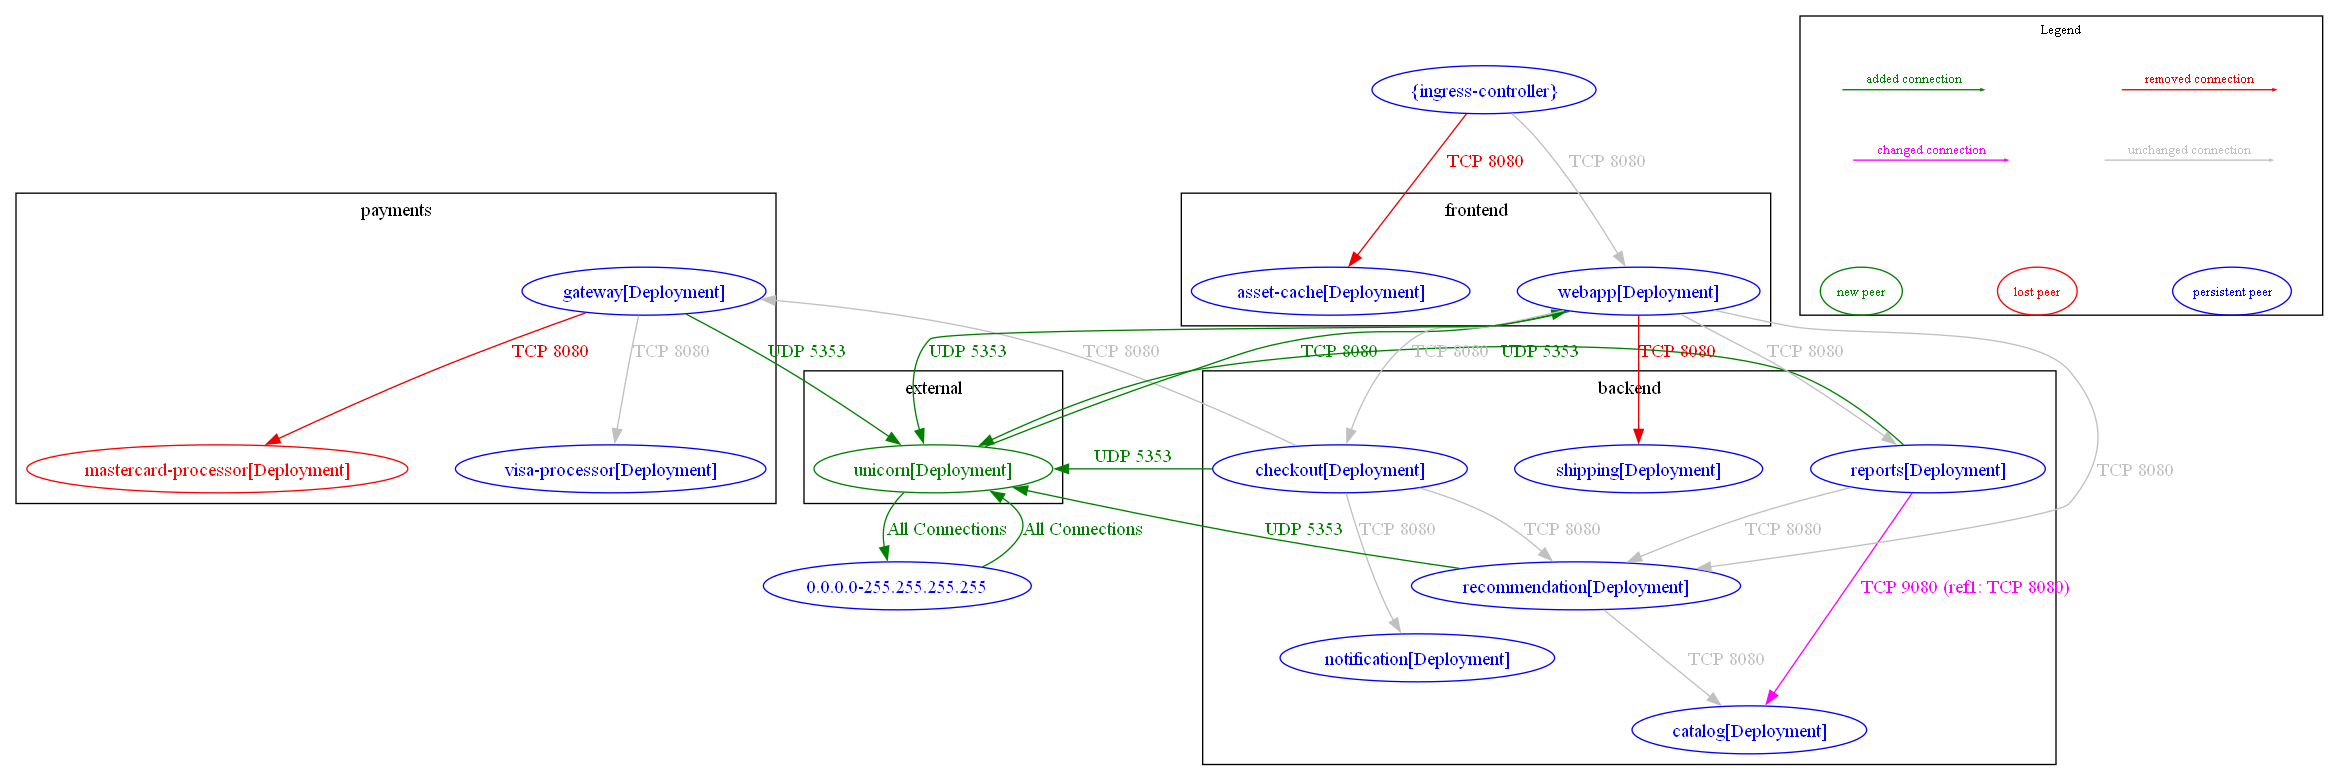 Legend
added connection
removed connection
changed connection
unchanged connection
new peer
lost peer
persistent peer
{ingress-controller}
TCP 8080
TCP 8080
payments
frontend
gateway[Deployment]
asset-cache[Deployment]
webapp[Deployment]
TCP 8080
TCP 8080
UDP 5353
UDP 5353
TCP 8080
TCP 8080
TCP 8080
UDP 5353
TCP 8080
TCP 8080
external
backend
mastercard-processor[Deployment]
visa-processor[Deployment]
unicorn[Deployment]
UDP 5353
checkout[Deployment]
shipping[Deployment]
reports[Deployment]
TCP 8080
All Connections
All Connections
UDP 5353
TCP 8080
TCP 8080
TCP 8080
0.0.0.0-255.255.255.255
recommendation[Deployment]
TCP 9080 (ref1: TCP 8080)
notification[Deployment]
TCP 8080
catalog[Deployment]